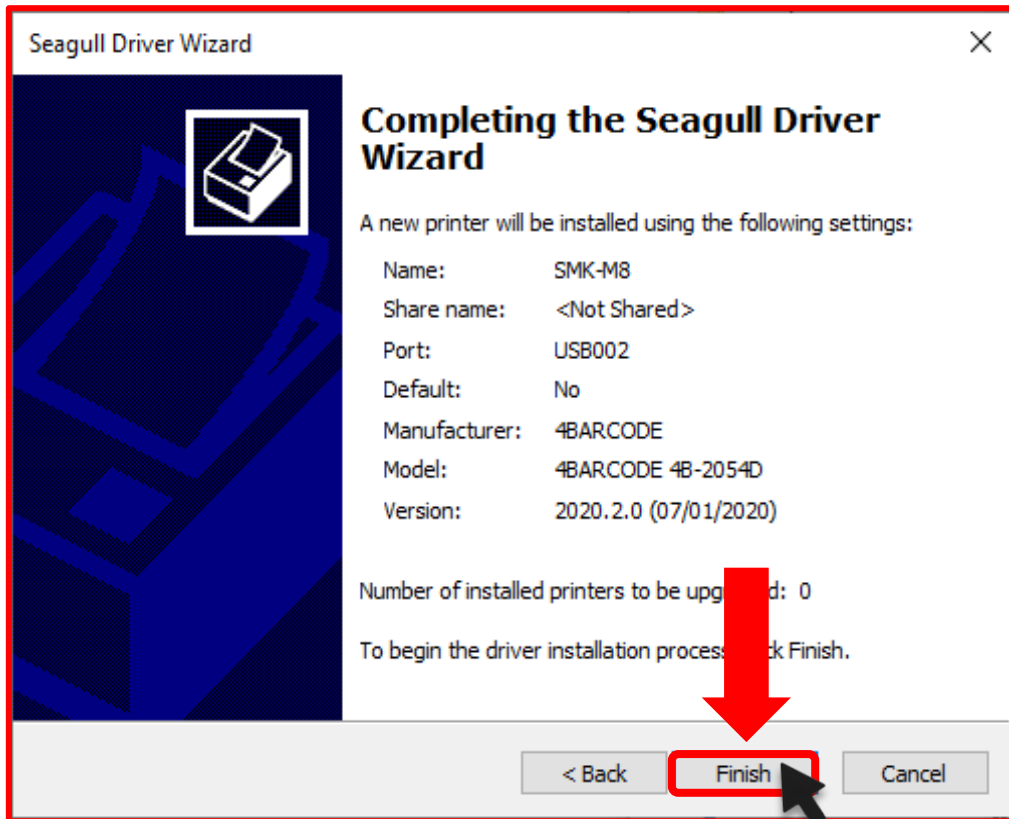 Seagull Driver Wizard
Completing the Seagull Driver
Wizard
A new printer will be installed using the following settings:
Name: SMK-M8
Share name: <Not Shared>
Port: USB002
Default: No
Manufacturer: 4BARCODE
Model: 4BARCODE 4B-2054D
Version: 2020.2.0 (07/01/2020)
Number of installed printers to be : 0
To begin the driver installation Finish.
< Back Finish Cancel